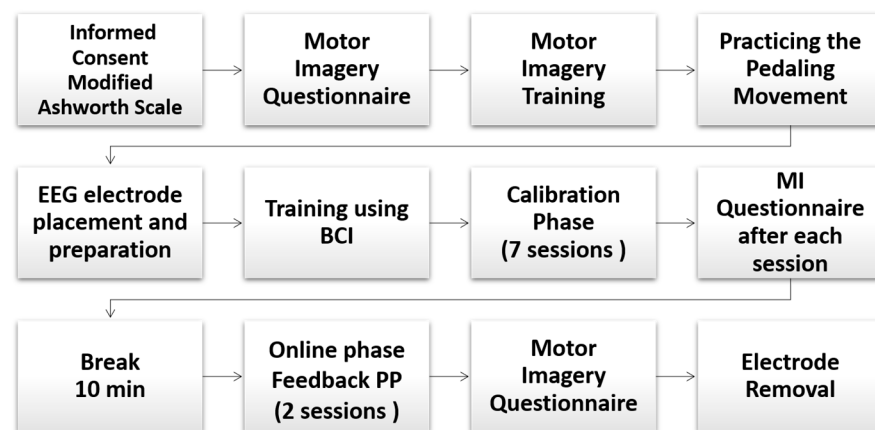 Informed
Consent
Modified
Ashworth Scale
Motor
Imagery
Questionnaire
Motor
Imagery
Training
Practicing the
Pedaling
Movement
EEG electrode
placement and
preparation
Training using
BCI
Calibration
Phase
(7 sessions )
MI
Questionnaire
after each
session
Break
10 min
Online phase
Feedback PP
(2 sessions )
Motor
Imagery
Questionnaire
Electrode
Removal